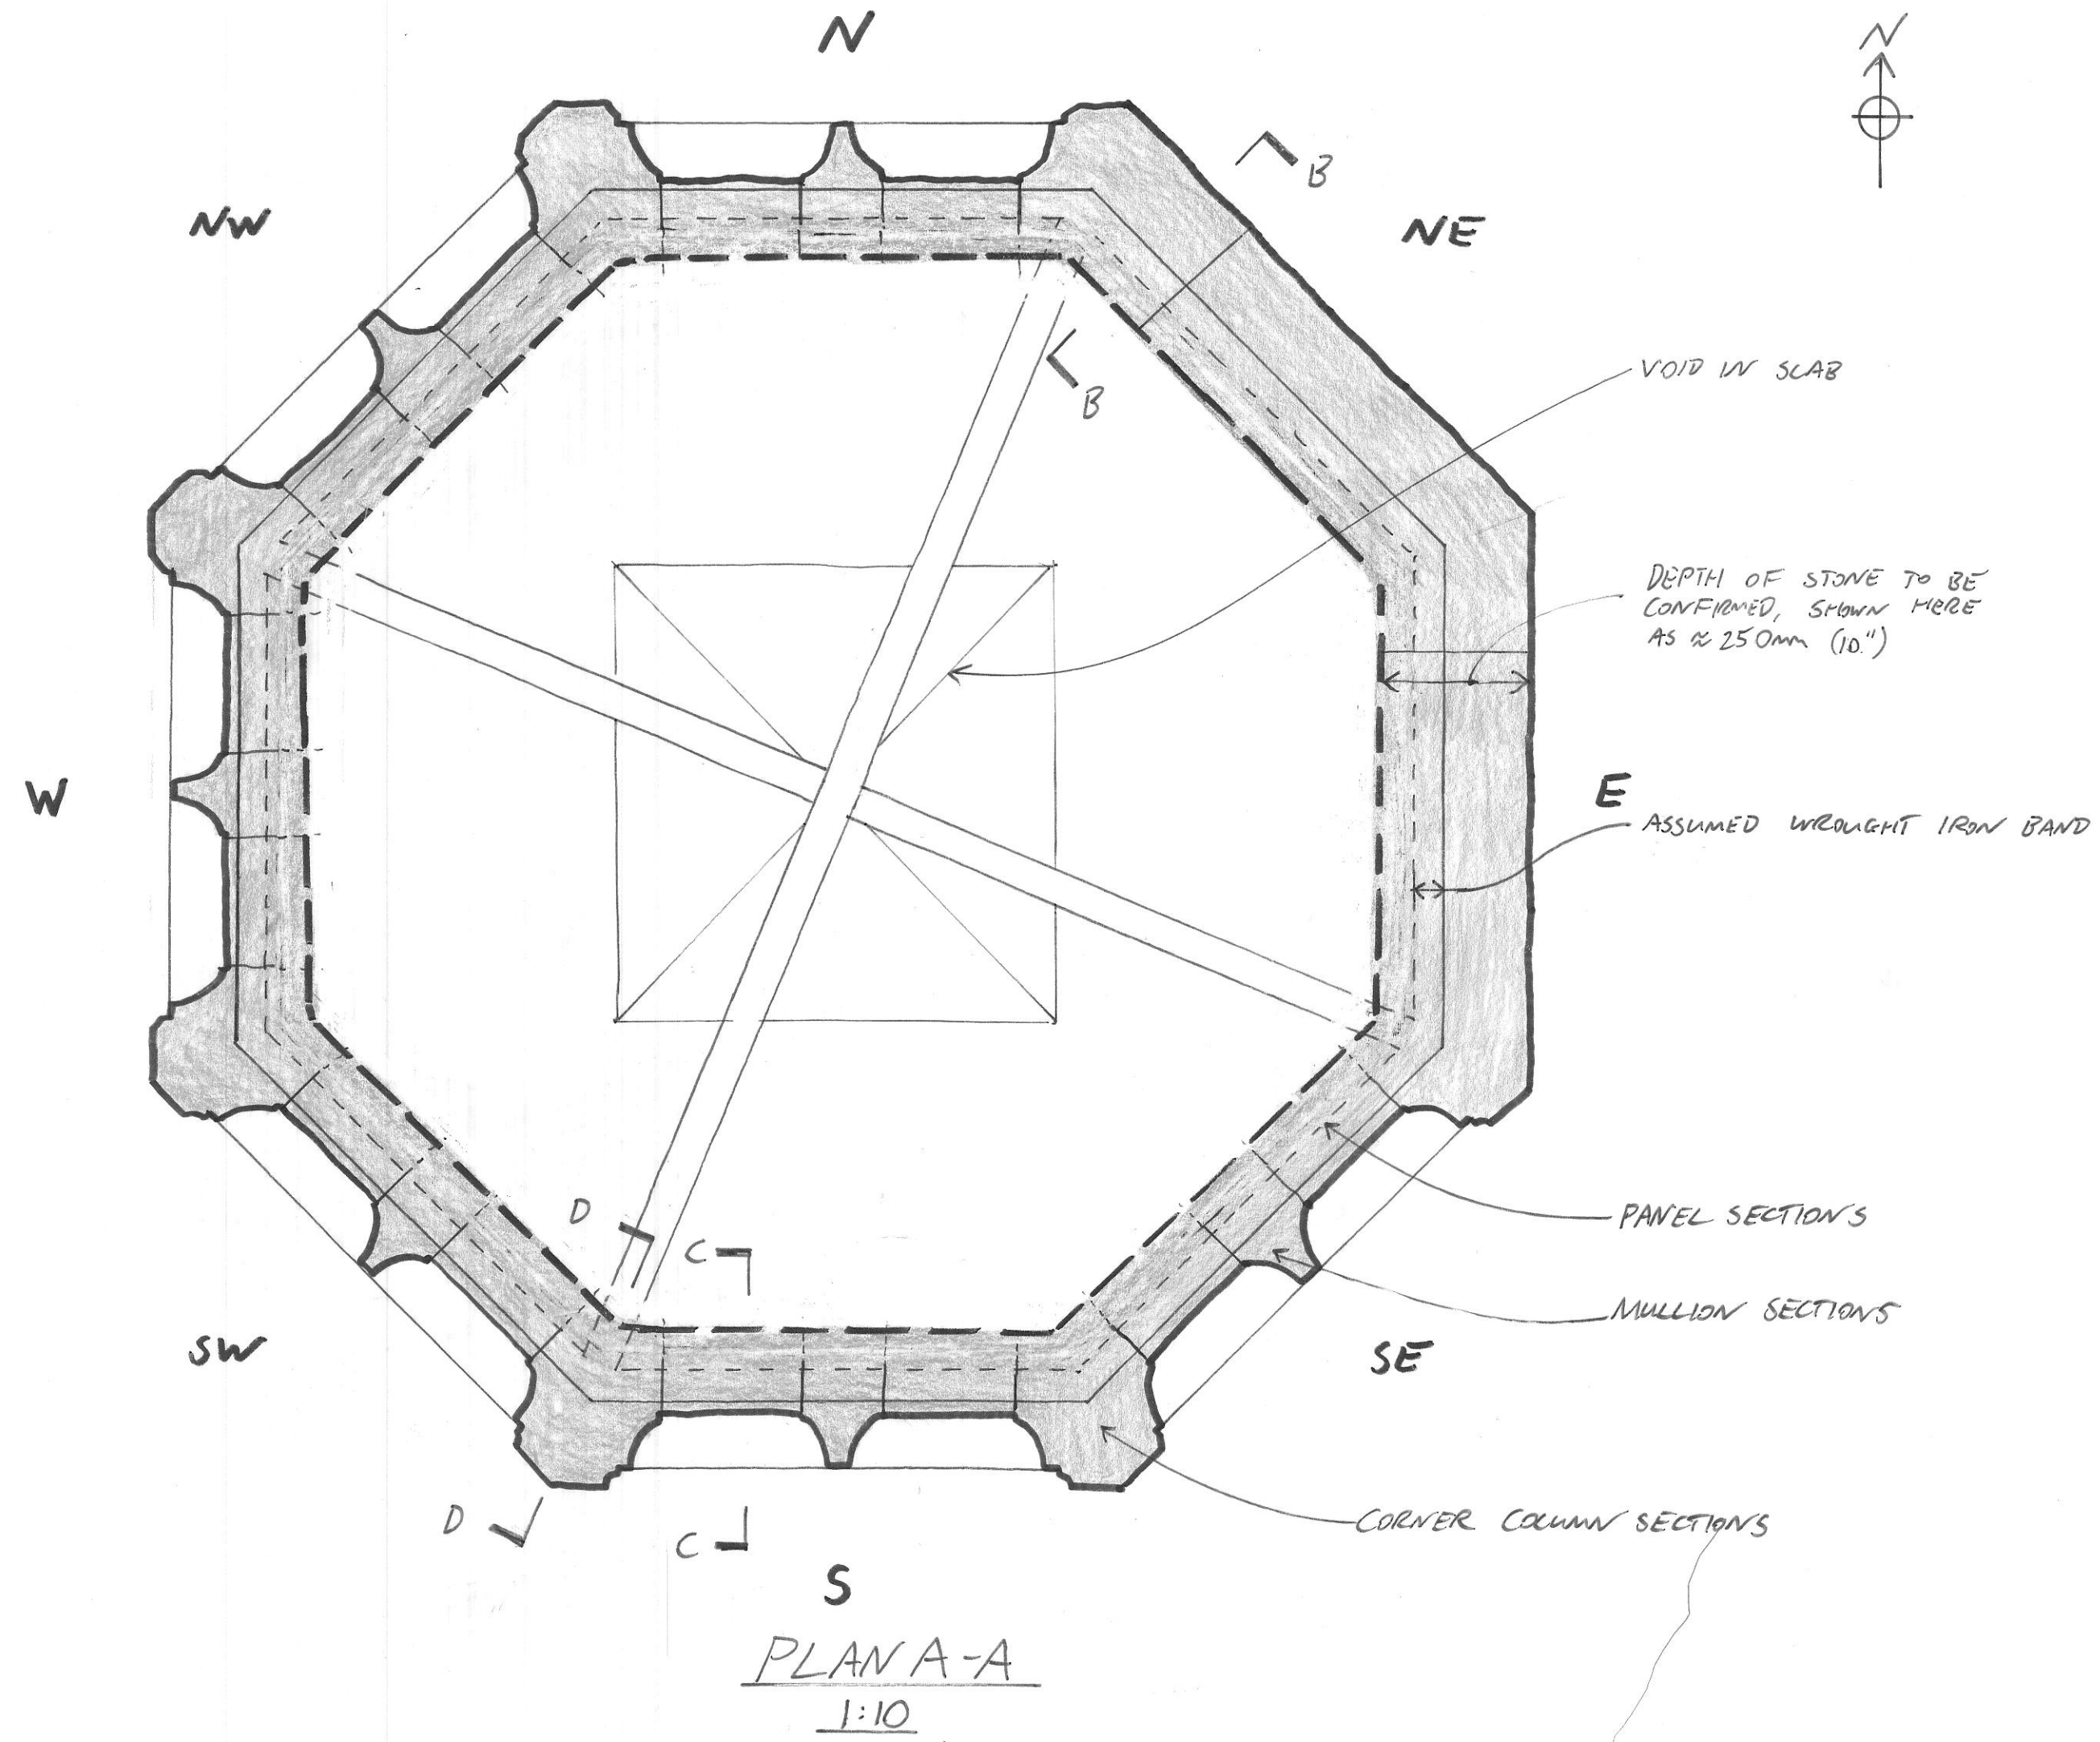 N
N
B
NW
NE
B
VOID IN SLAB
DEPTH OF STONE TO BE
CONFIRMED, SHOWN HERE
AS ≈ 250mm (10")
W
E
ASSUMED WROUGHT IRON BAND
D
C
PANEL SECTIONS
MULLION SECTIONS
SW
SE
D
C
CORNER COLUMN SECTIONS
S
PLAN A-A
1:10